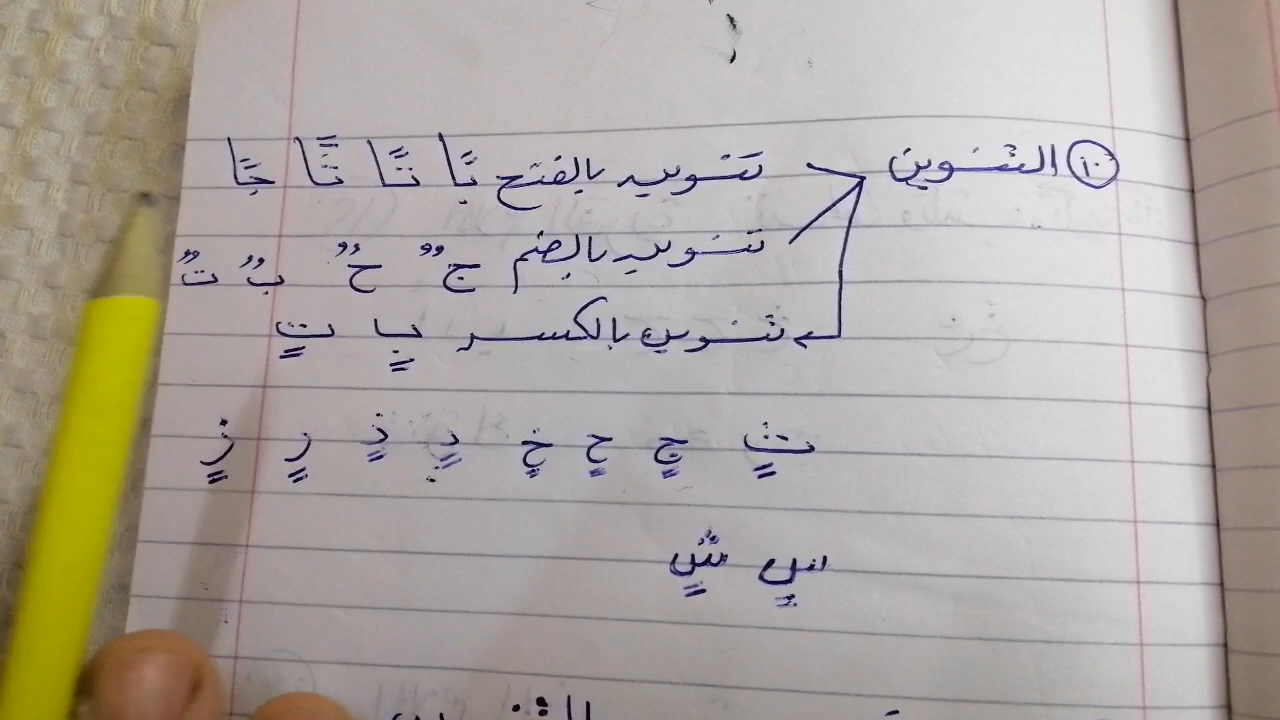 ١٠ التنوين تنوين بالفتح بًا تًا ثًا جًا
تنوين بالضم جٌ حٌ بٌ تٌ
تنوين بالكسر بٍ تٍ
ثٍ جٍ حٍ خٍ دٍ ذٍ رٍ زٍ
سٍ شٍ